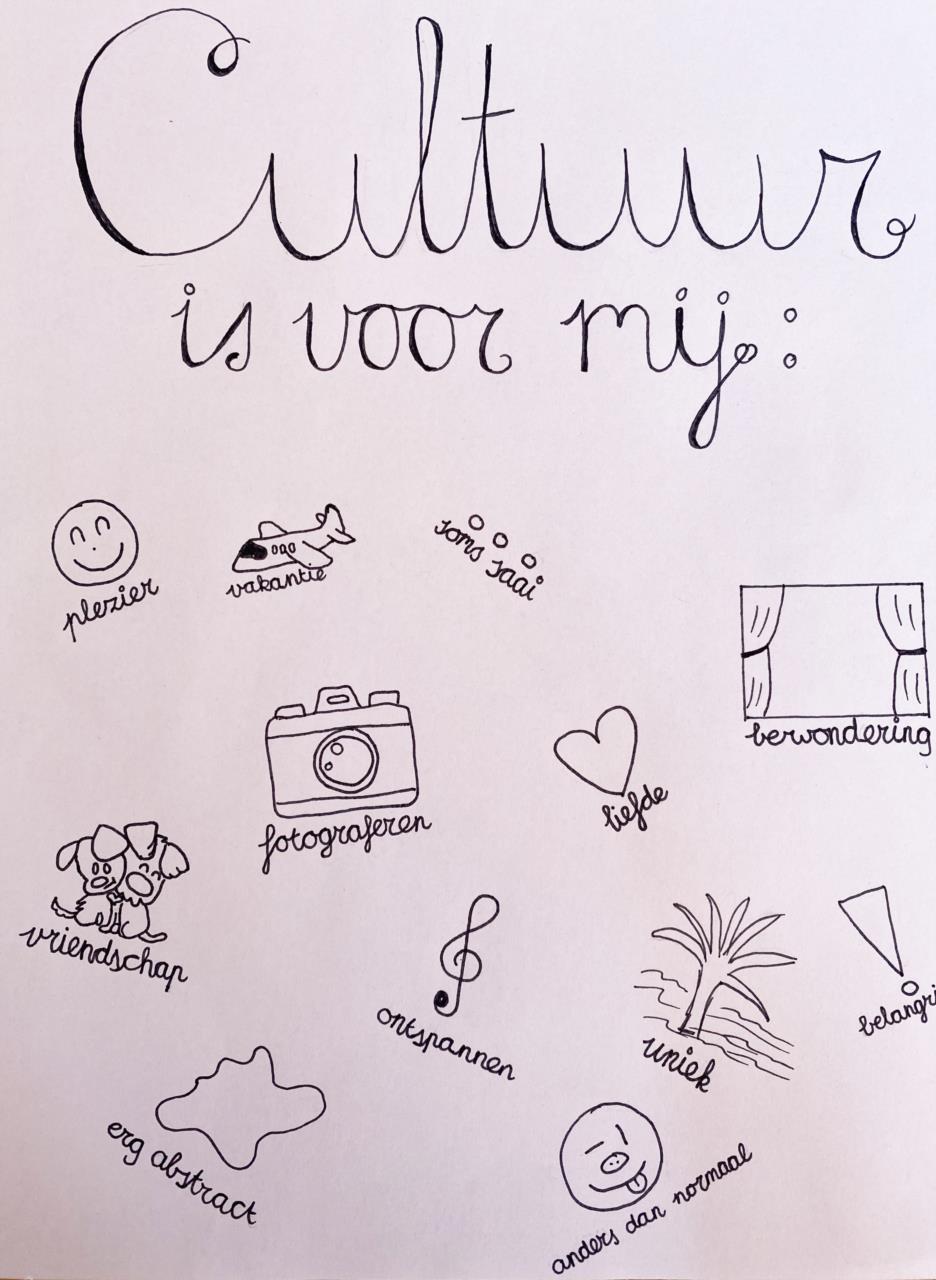 Cultuur
is voor mij :
plezier
vakantie
soms saai
bewondering
fotograferen
liefde
vriendschap
ontspannen
uniek
belangri
erg abstract
anders dan normaal